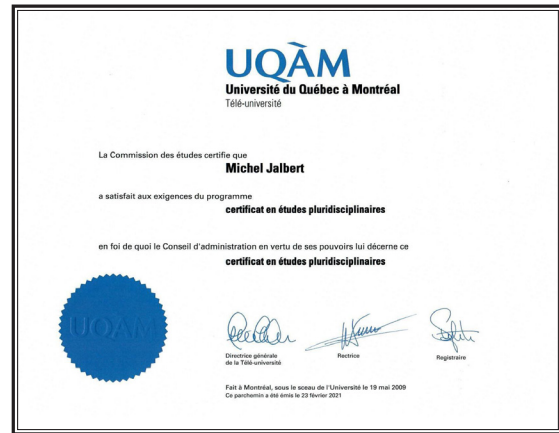 UQÀM
Université du Québec à Montréal
Télé-université
La Commission des études certifie que
Michel Jalbert
a satisfait aux exigences du programme
certificat en études pluridisciplinaires
en foi de quoi le Conseil d'administration en vertu de ses pouvoirs lui décerne ce
certificat en études pluridisciplinaires
UQAM
Directrice générale
de la Télé-université
Rectrice
Registraire
Fait à Montréal, sous le sceau de l'Université le 19 mai 2009
Ce parchemin a été émis le 23 février 2021